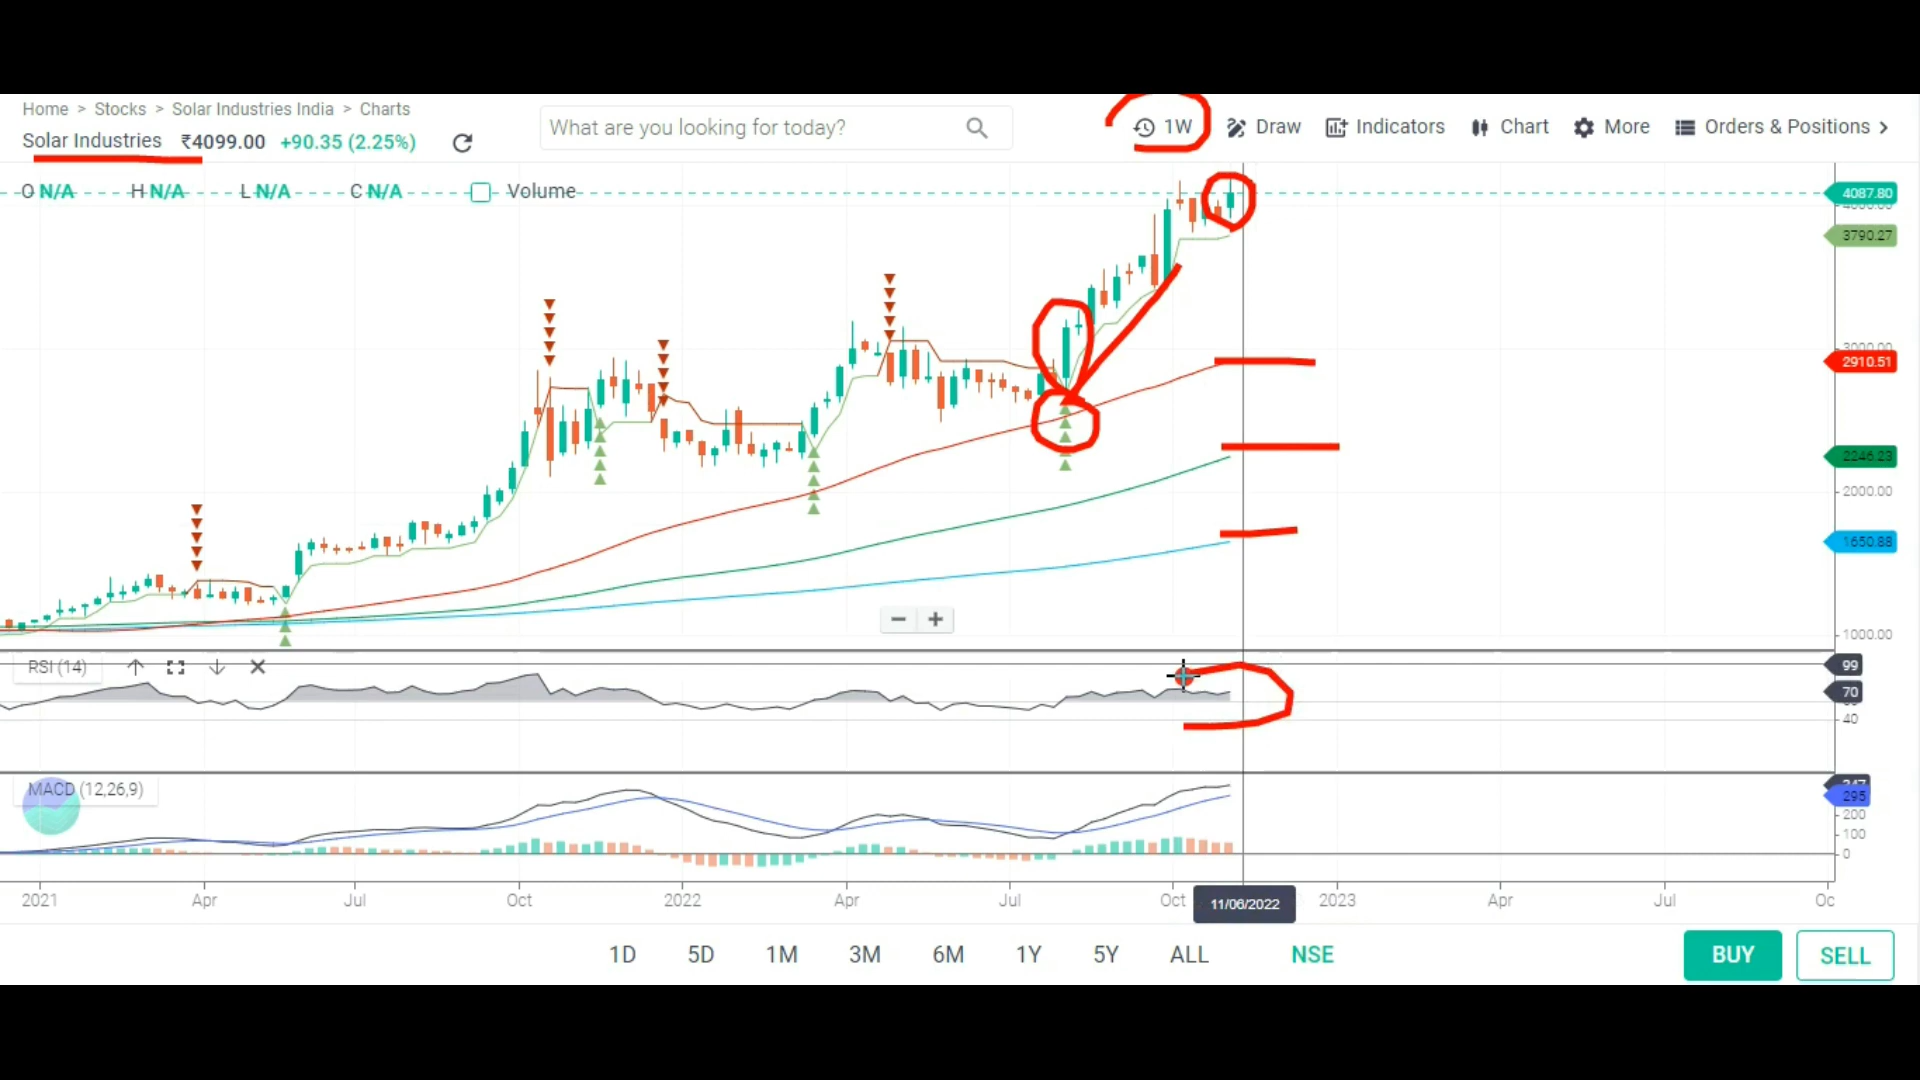 Home > Stocks > Solar Industries India > Charts
Solar Industries ₹4099.00 +90.35 (2.25%)
What are you looking for today?
1W Draw Indicators Chart More Orders & Positions >
O N/A H N/A L N/A C N/A Volume
4087.80
3790.27
3000.00
2910.51
2246.23
2000.00
1650.88
1000.00
RSI (14)
99
70
40
MACD (12,26,9)
295
200
100
0
2021 Apr Jul Oct 2022 Apr Jul Oct 11/06/2022 2023 Apr Jul Oc
1D 5D 1M 3M 6M 1Y 5Y ALL NSE
BUY SELL